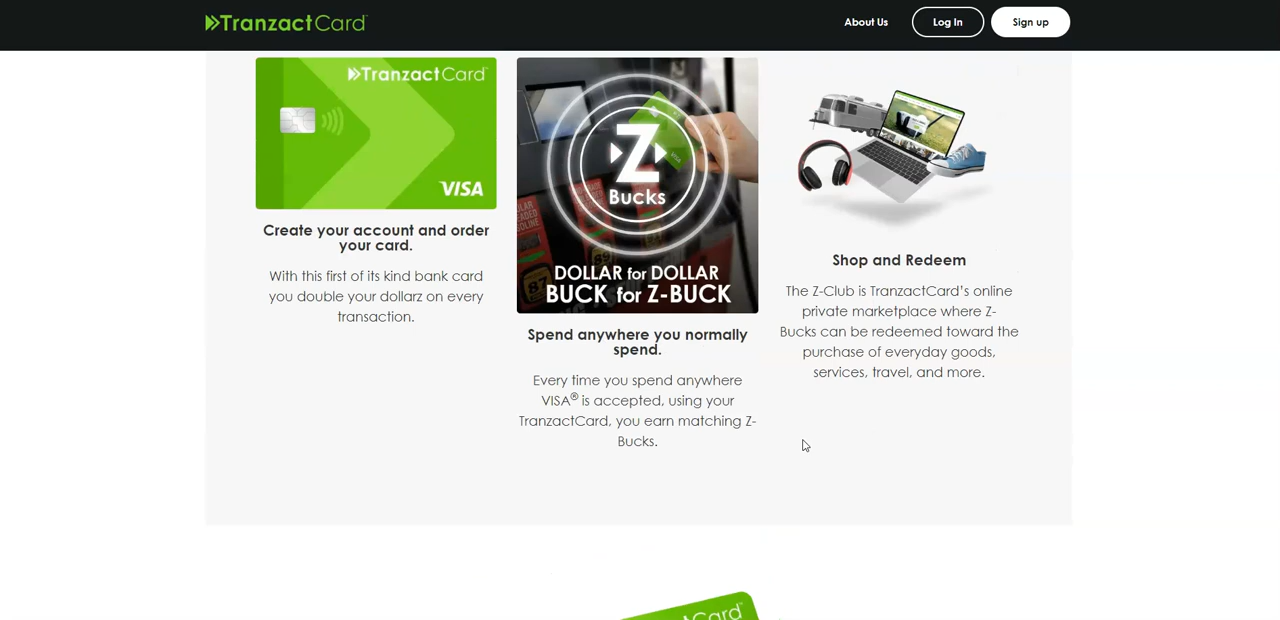 TranzactCard
About Us
Log In
Sign up
TranzactCard
VISA
Create your account and order
your card.
With this first of its kind bank card
you double your dollarz on every
transaction.
Z
Bucks
87
DOLLAR for DOLLAR
BUCK for Z-BUCK
Spend anywhere you normally
spend.
Every time you spend anywhere
VISA® is accepted, using your
TranzactCard, you earn matching Z-
Bucks.
Shop and Redeem
The Z-Club is TranzactCard's online
private marketplace where Z-
Bucks can be redeemed toward the
purchase of everyday goods,
services, travel, and more.